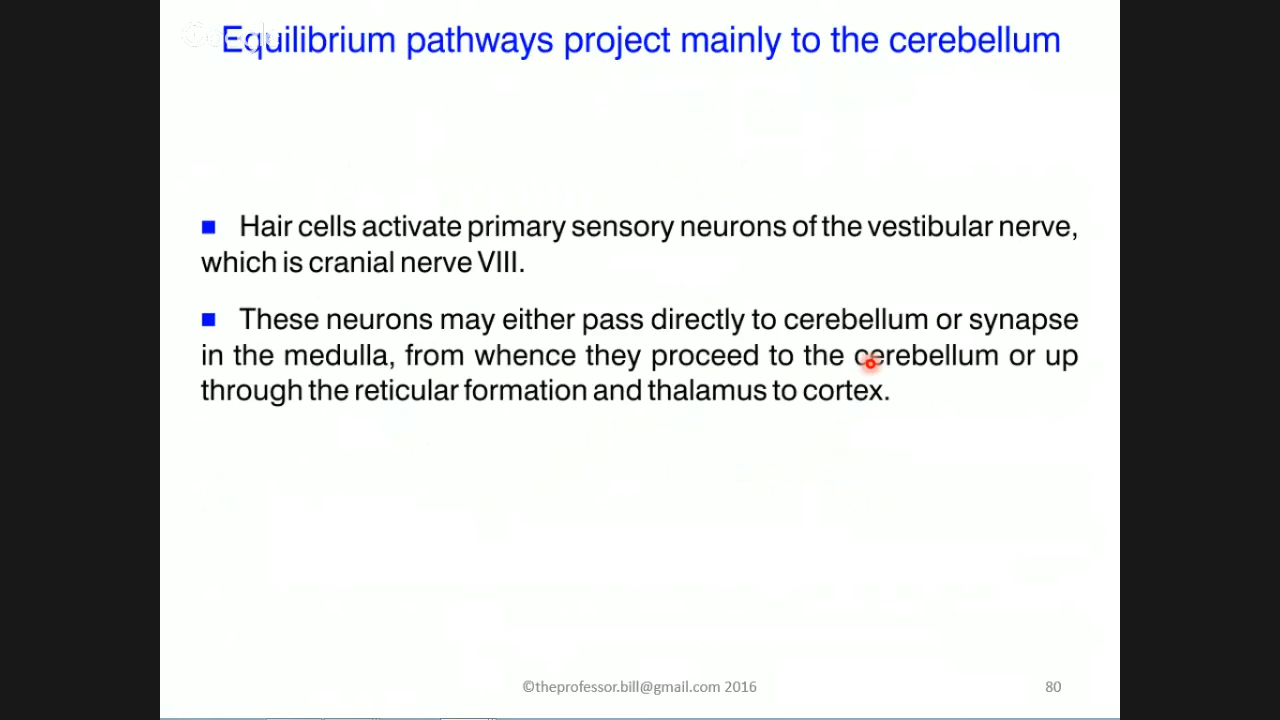 Google
Equilibrium pathways project mainly to the cerebellum
■ Hair cells activate primary sensory neurons of the vestibular nerve,
which is cranial nerve VIII.
■ These neurons may either pass directly to cerebellum or synapse
in the medulla, from whence they proceed to the cerebellum or up
through the reticular formation and thalamus to cortex.
©theprofessor.bill@gmail.com 2016
80